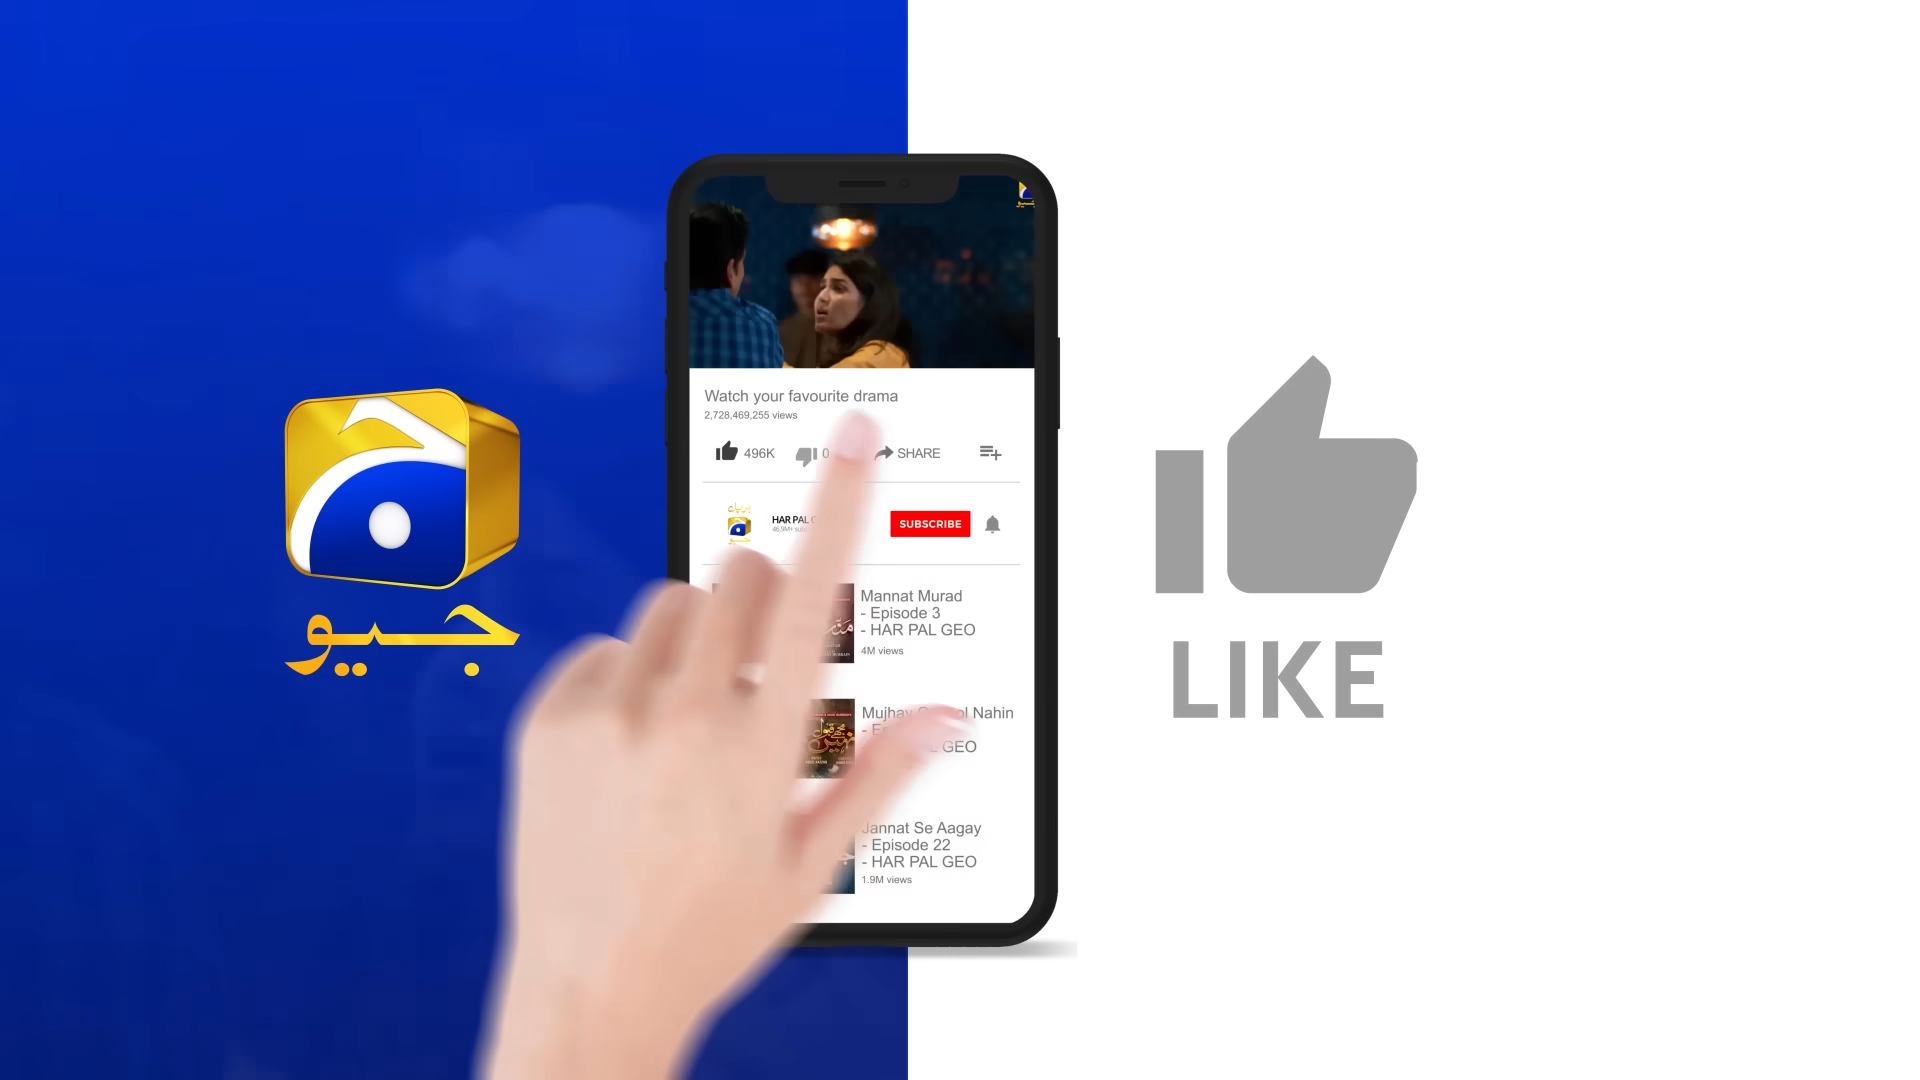 جیو
Watch your favourite drama
2,728,469,255 views
496K
0
SHARE
HAR PAL
SUBSCRIBE
Mannat Murad
- Episode 3
- HAR PAL GEO
4M views
Mujhay Nahin
GEO
Jannat Se Aagay
- Episode 22
- HAR PAL GEO
1.9M views
LIKE